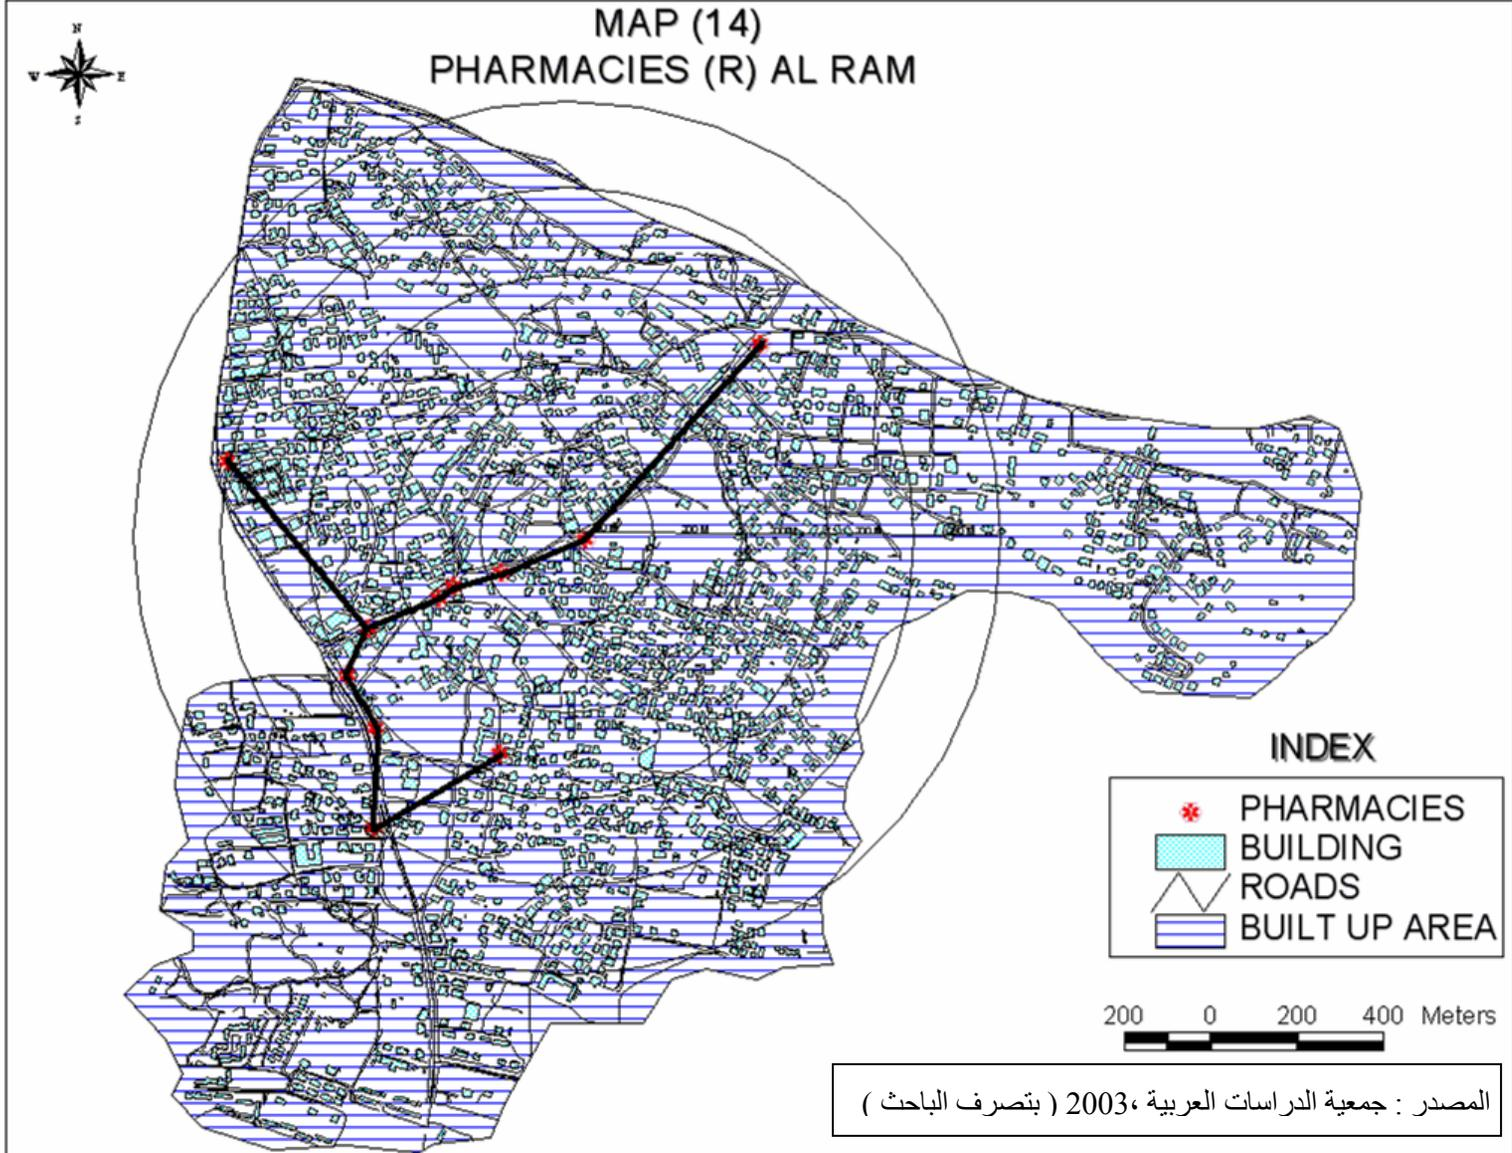 MAP (14)
PHARMACIES (R) AL RAM
N
W E
S
200 M
INDEX
PHARMACIES
BUILDING
ROADS
BUILT UP AREA
200 0 200 400 Meters
المصدر : جمعية الدراسات العربية ،2003 ( بتصرف الباحث )